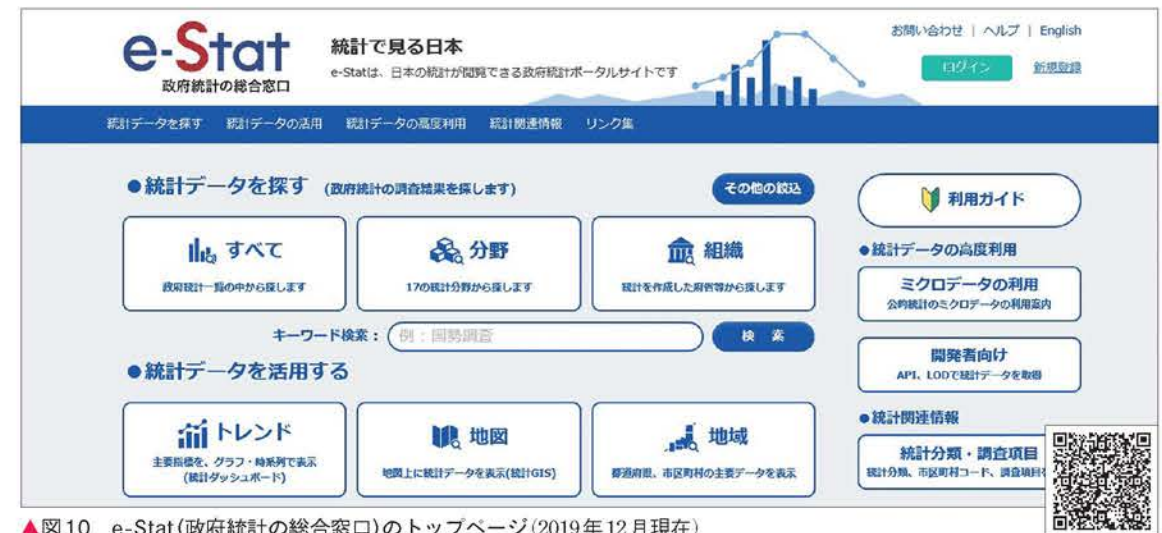 e-Stat
政府統計の総合窓口
統計で見る日本
e-Statは、日本の統計が閲覧できる政府統計ポータルサイトです
お問い合わせ | ヘルプ | English
ログイン
新規登録
統計データを探す 統計データの活用 統計データの高度利用 統計関連情報 リンク集
●統計データを探す (政府統計の調査結果を探します)
その他の絞込
すべて
政府統計一覧の中から探します
分野
17の統計分野から探します
組織
統計を作成した府省等から探します
キーワード検索:
例:国勢調査
検索
●統計データを活用する
トレンド
主要指標を、グラフ・時系列で表示
(統計ダッシュボード)
地図
地図上に統計データを表示(統計GIS)
地域
都道府県、市区町村の主要データを表示
利用ガイド
●統計データの高度利用
ミクロデータの利用
公的統計のミクロデータの利用案内
開発者向け
API、LODで統計データを取得
●統計関連情報
統計分類・調査項目
統計分類、市区町村コード、調査項目
▲図10 e-Stat(政府統計の総合窓口)のトップページ(2019年12月現在)